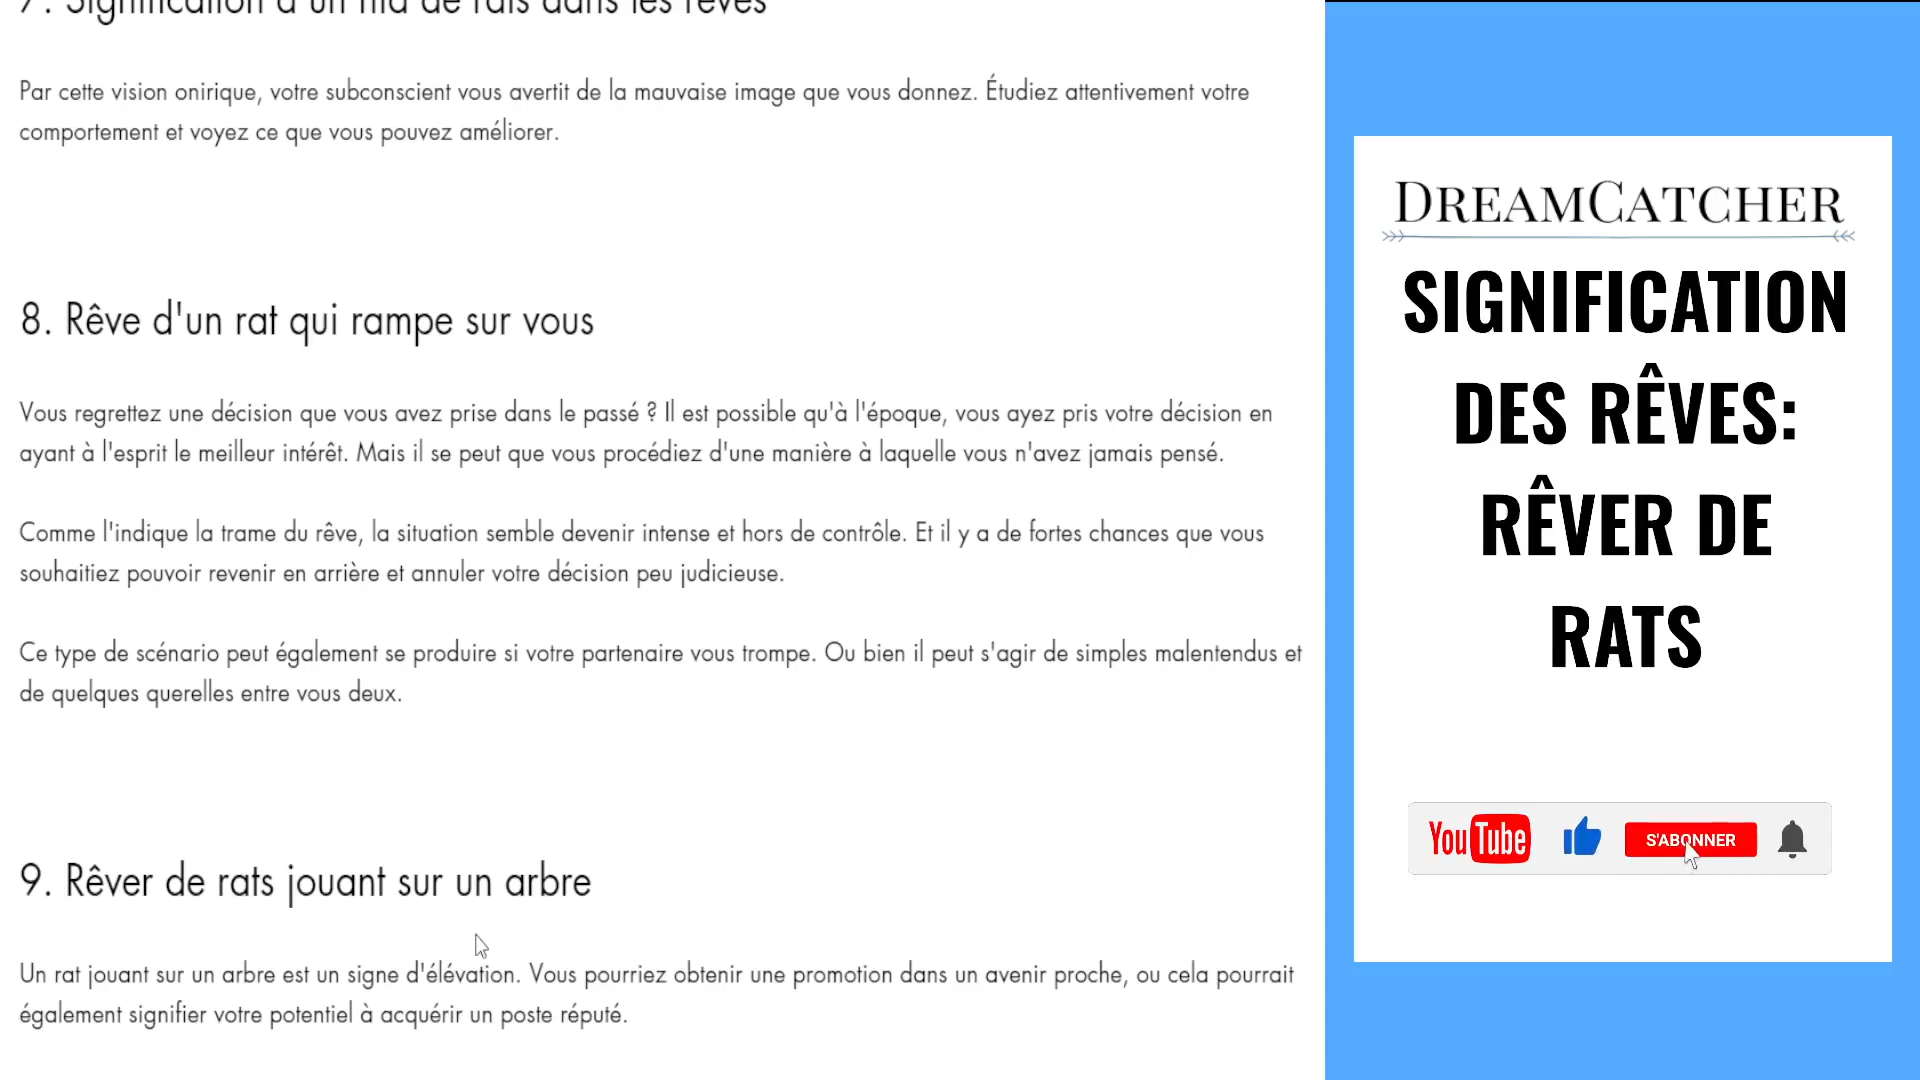 7. Signification d'un nid de rats dans les rêves
Par cette vision onirique, votre subconscient vous avertit de la mauvaise image que vous donnez. Étudiez attentivement votre
comportement et voyez ce que vous pouvez améliorer.
8. Rêve d'un rat qui rampe sur vous
Vous regrettez une décision que vous avez prise dans le passé ? Il est possible qu'à l'époque, vous ayez pris votre décision en
ayant à l'esprit le meilleur intérêt. Mais il se peut que vous procédiez d'une manière à laquelle vous n'avez jamais pensé.
Comme l'indique la trame du rêve, la situation semble devenir intense et hors de contrôle. Et il y a de fortes chances que vous
souhaitiez pouvoir revenir en arrière et annuler votre décision peu judicieuse.
Ce type de scénario peut également se produire si votre partenaire vous trompe. Ou bien il peut s'agir de simples malentendus et
de quelques querelles entre vous deux.
9. Rêver de rats jouant sur un arbre
Un rat jouant sur un arbre est un signe d'élévation. Vous pourriez obtenir une promotion dans un avenir proche, ou cela pourrait
également signifier votre potentiel à acquérir un poste réputé.
DREAMCATCHER
SIGNIFICATION
DES RÊVES:
RÊVER DE
RATS
YouTube
S'ABONNER